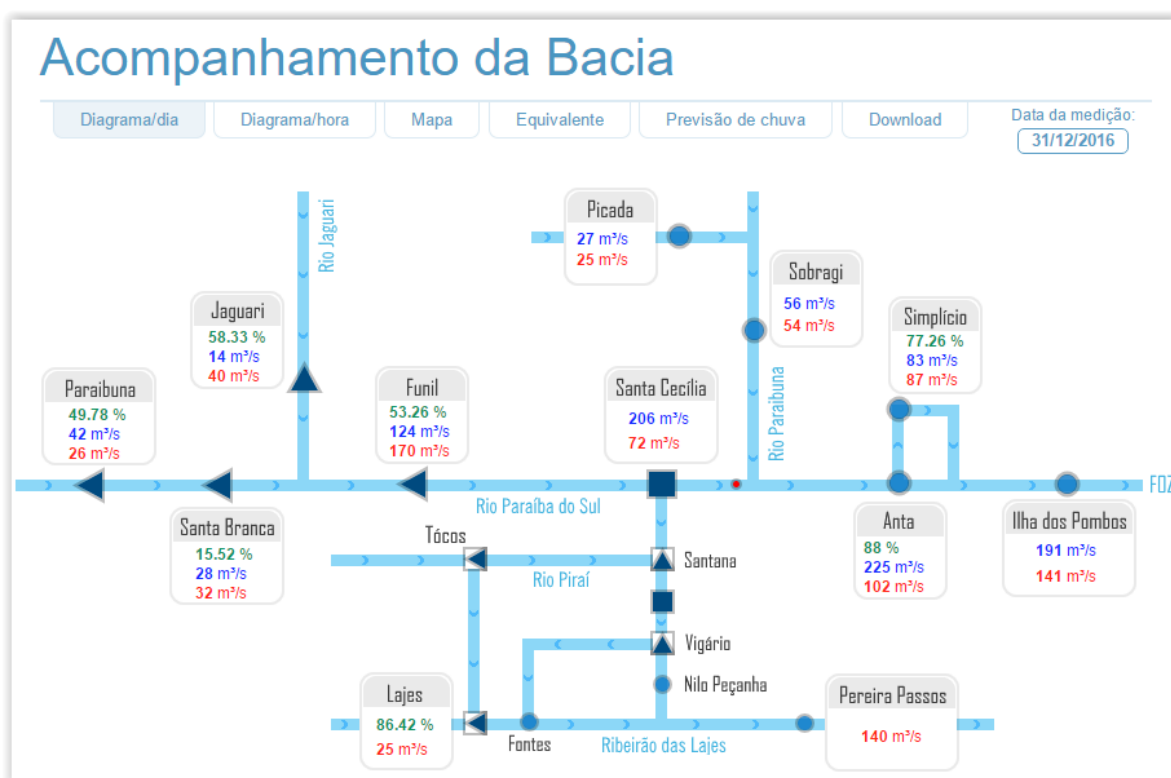 Acompanhamento da Bacia
Diagrama/dia
Diagrama/hora
Mapa
Equivalente
Previsão de chuva
Download
Data da medição:
31/12/2016
Rio Jaguari
Picada
27 m³/s
25 m³/s
Sobragi
56 m³/s
54 m³/s
Jaguari
58.33 %
14 m³/s
40 m³/s
Simplício
77.26 %
83 m³/s
87 m³/s
Paraibuna
49.78 %
42 m³/s
26 m³/s
Funil
53.26 %
124 m³/s
170 m³/s
Santa Cecília
206 m³/s
72 m³/s
Rio Paraibuna
Rio Paraíba do Sul
FOZ
Santa Branca
15.52 %
28 m³/s
32 m³/s
Tócos
Rio Piraí
Santana
Anta
88 %
225 m³/s
102 m³/s
Ilha dos Pombos
191 m³/s
141 m³/s
Vigário
Nilo Peçanha
Lajes
86.42 %
25 m³/s
Fontes
Ribeirão das Lajes
Pereira Passos
140 m³/s